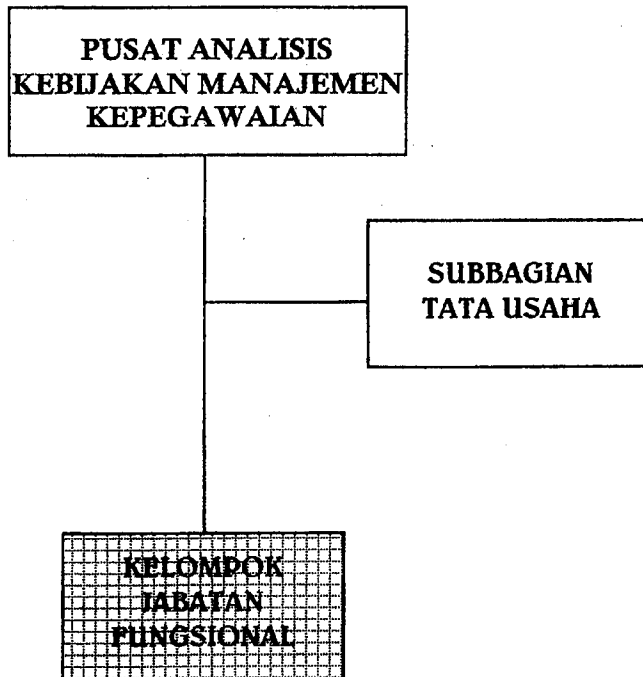 PUSAT ANALISIS
KEBIJAKAN MANAJEMEN
KEPEGAWAIAN
SUBBAGIAN
TATA USAHA
KELOMPOK
JABATAN
FUNGSIONAL